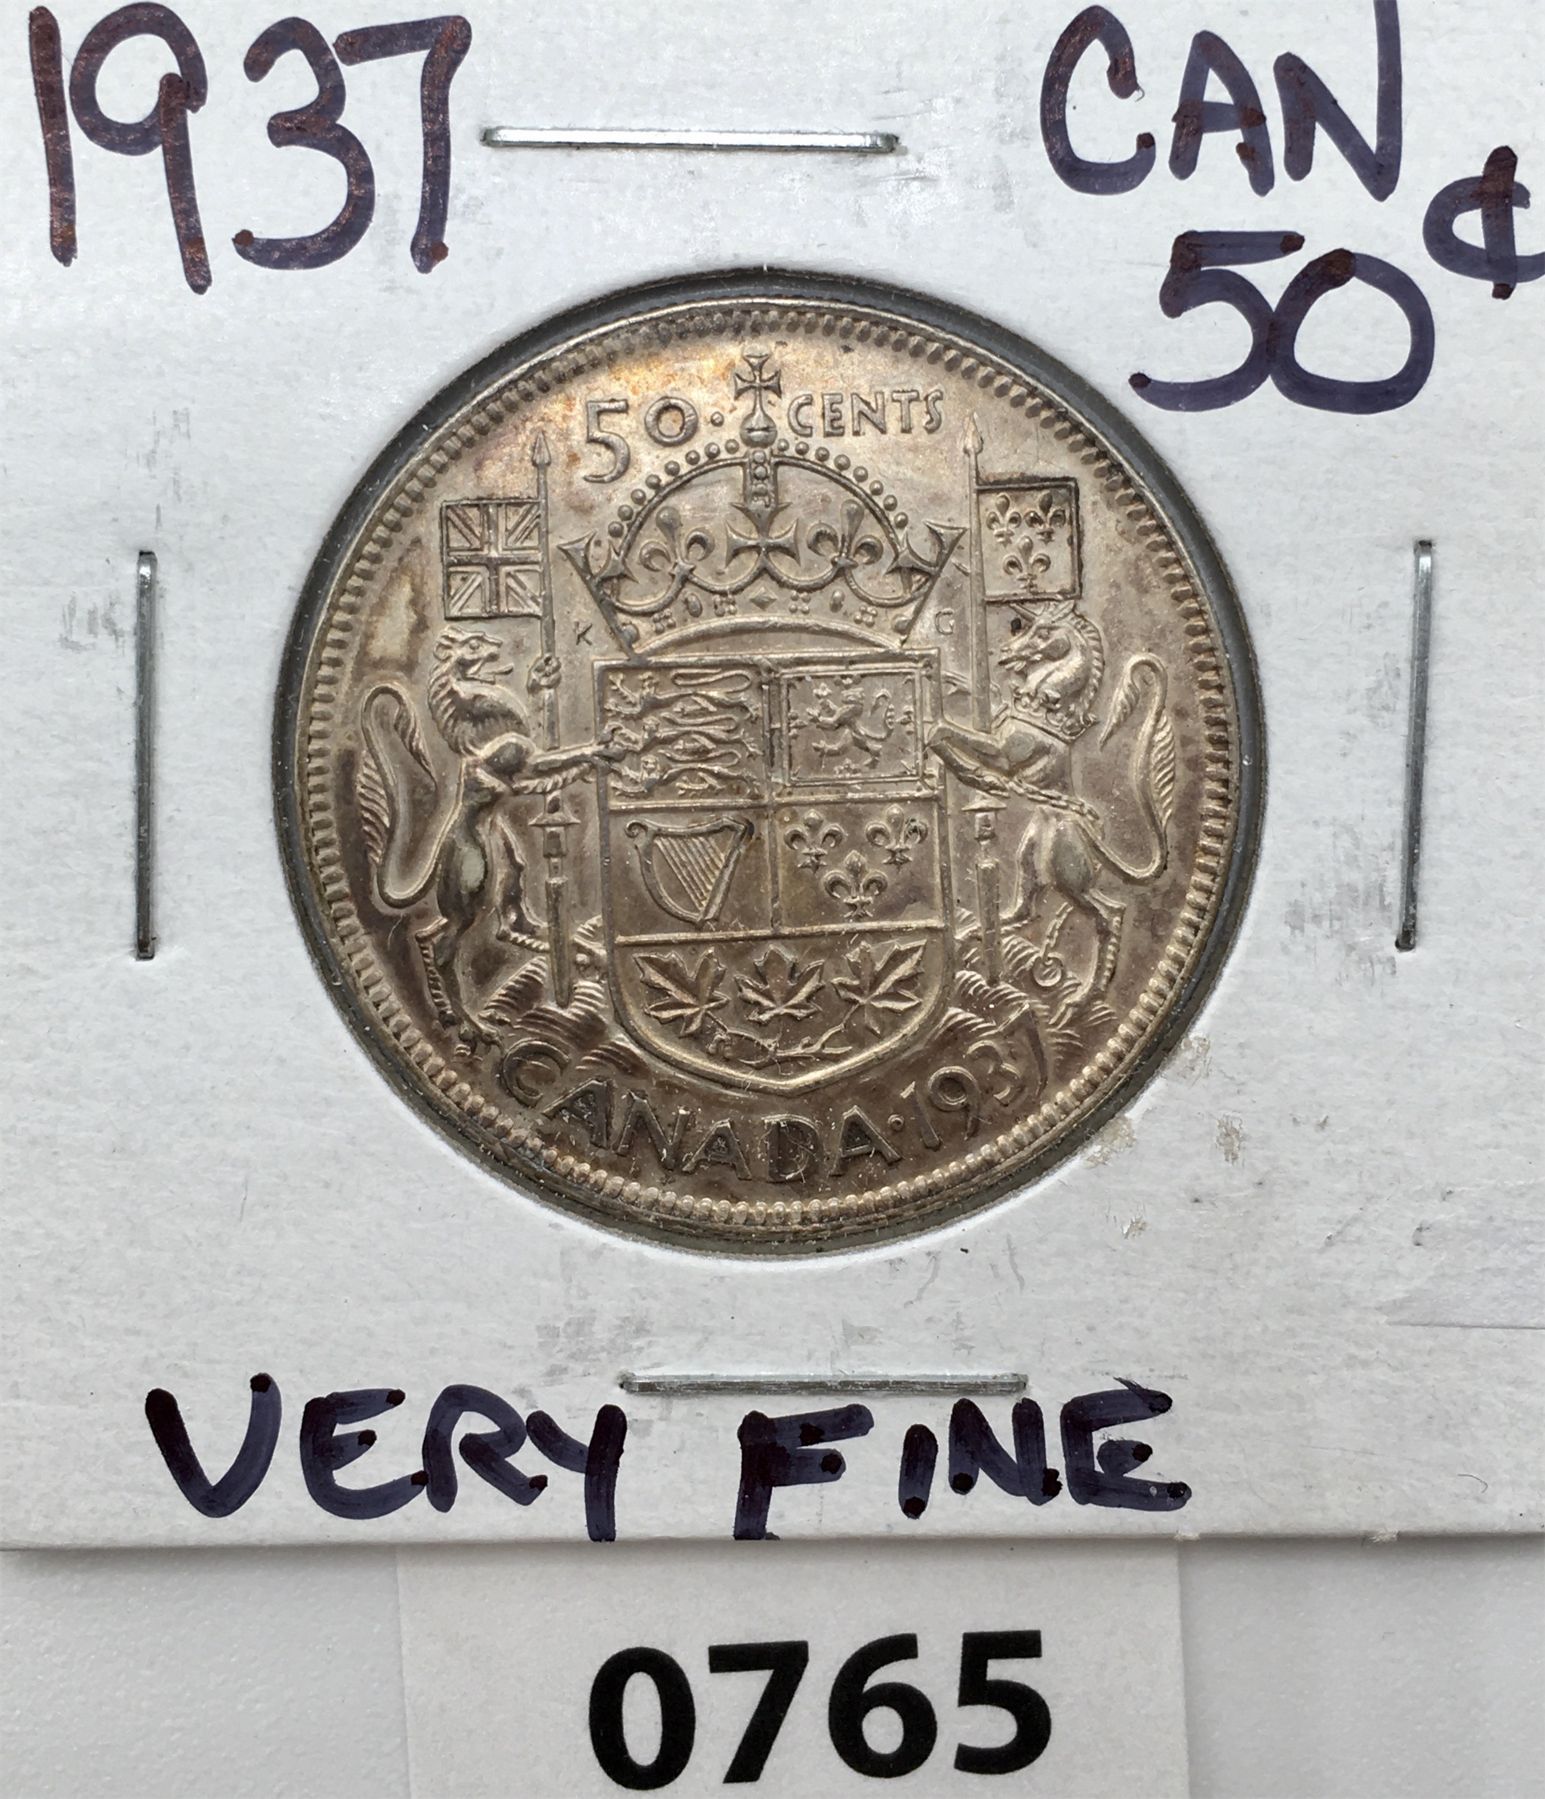 1937
CAN
50¢
50 · CENTS
K G
CANADA · 1937
VERY FINE
0765